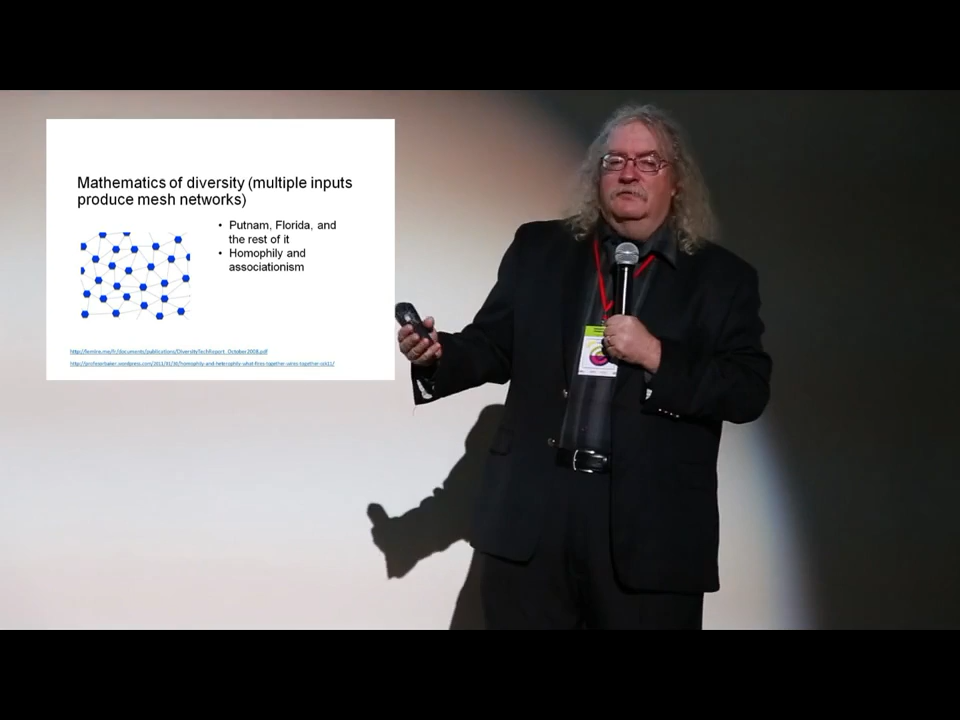 Mathematics of diversity (multiple inputs
produce mesh networks)
• Putnam, Florida, and
the rest of it
• Homophily and
associationism